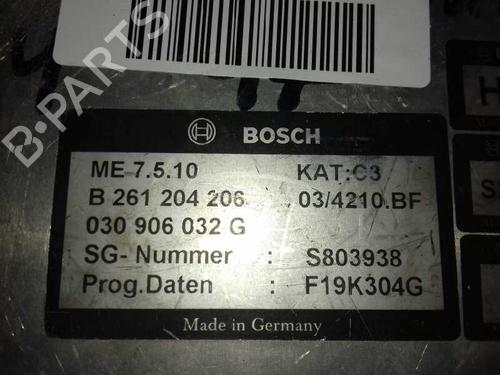 BOSCH
ME 7.5.10 KAT:C3
B 261 204 206 03/4210.BF
030 906 032 G
SG- Nummer : S803938
Prog.Daten : F19K304G
Made in Germany
B-PARTS
H
S